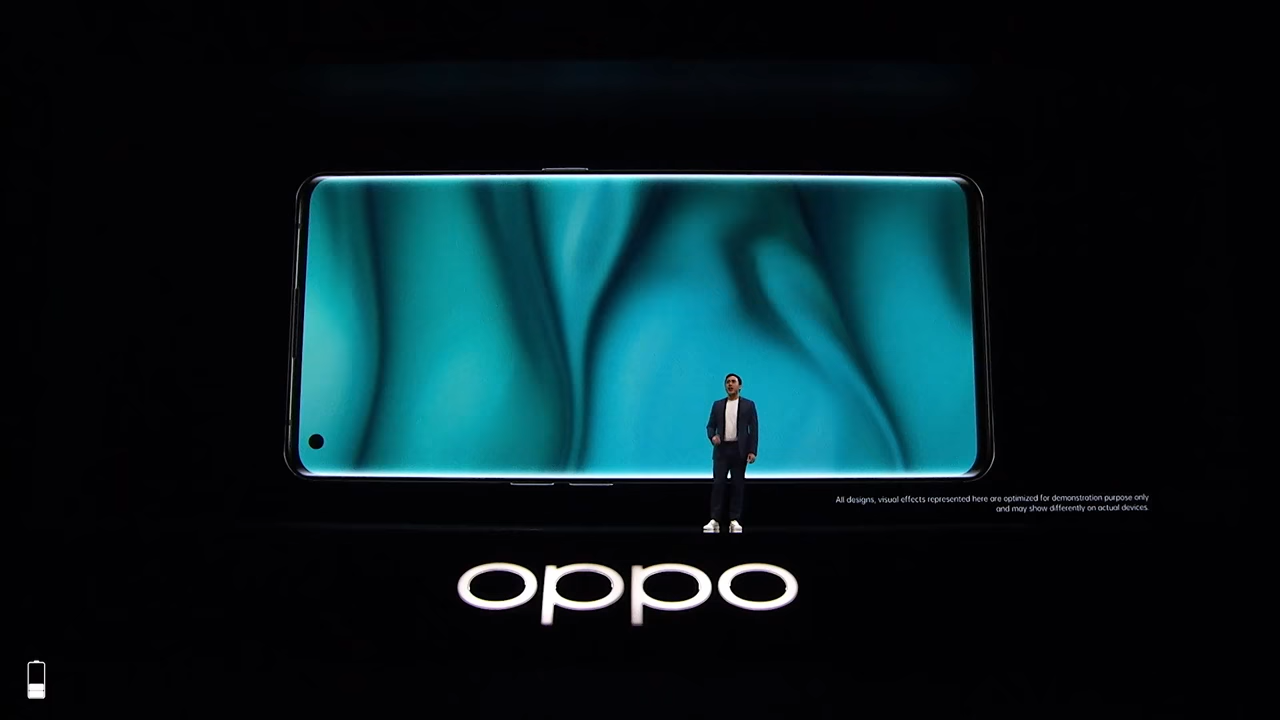 All designs, visual effects represented here are optimized for demonstration purpose only
and may show differently on actual devices.
oppo